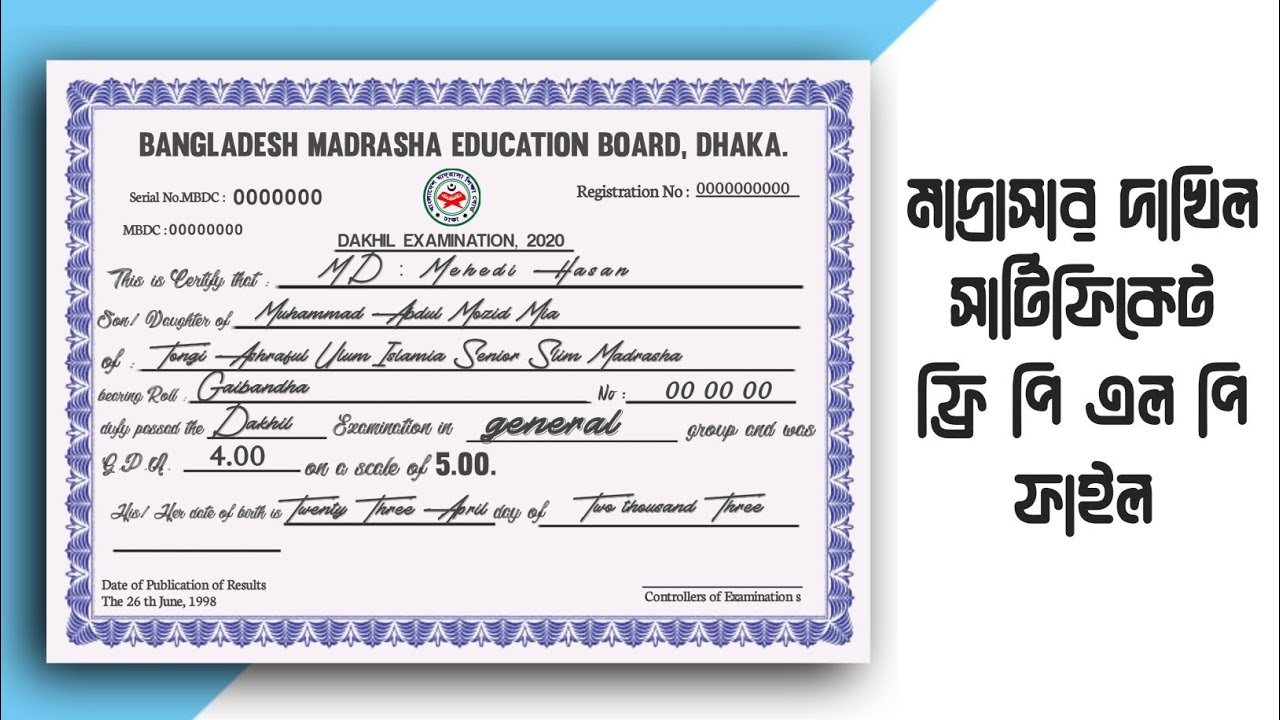 BANGLADESH MADRASHA EDUCATION BOARD, DHAKA.
Serial No.MBDC : 0000000
Registration No : 0000000000
MBDC : 00000000
বাংলাদেশ মাদ্রাসা শিক্ষা বোর্ড
ঢাকা
DAKHIL EXAMINATION, 2020
This is Certify that : MD : Mehedi Hasan
Son/ Daughter of Muhammad Abdul Mozid Mia
of : Tongi Ashraful Ulum Islamia Senior Slim Madrasha
bearing Roll : Gaibandha No : 00 00 00
dufy passed the Dakhil Examination in general group and was
G.D.A. 4.00 on a scale of 5.00.
His/ Her date of birth is Twenty Three April day of Two thousand Three
Date of Publication of Results
The 26 th June, 1998
Controllers of Examination s
মাদ্রাসার দাখিল
সার্টিফিকেট
ফ্রি পি এল পি
ফাইল